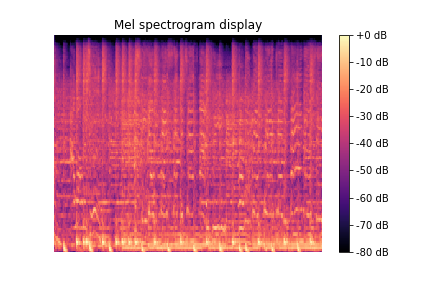 Mel spectrogram display
+0 dB
-10 dB
-20 dB
-30 dB
-40 dB
-50 dB
-60 dB
-70 dB
-80 dB